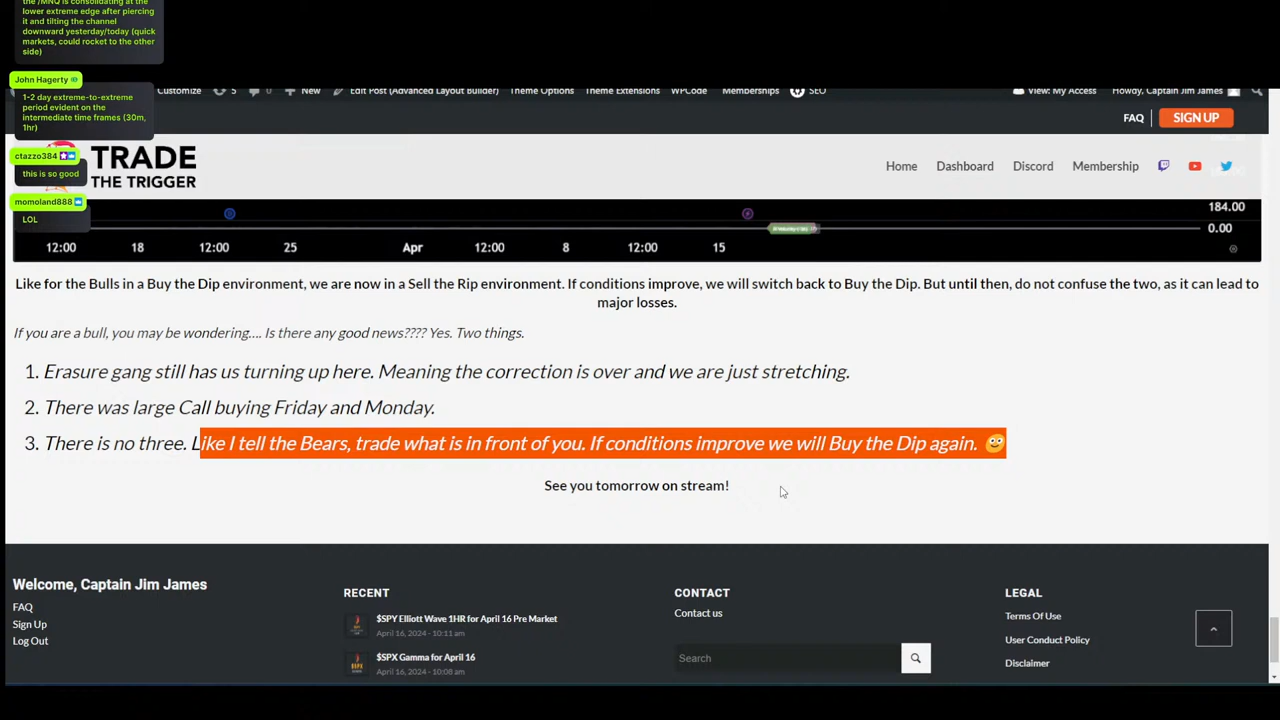 the /MNQ is consolidating at the
lower extreme edge after piercing
it and tilting the channel
downward yesterday/today (quick
markets, could rocket to the other
side)
John Hagerty
1-2 day extreme-to-extreme
period evident on the
intermediate time frames (30m,
1hr)
ctazzo384
this is so good
momoland888
LOL
Customize 5 0 New Edit Post (Advanced Layout Builder) Theme Options Theme Extensions WPCode Memberships SEO View: My Access Howdy, Captain Jim James
FAQ SIGN UP
TRADE
THE TRIGGER
Home Dashboard Discord Membership
184.00
0.00
12:00 18 12:00 25 Apr 12:00 8 12:00 15
Like for the Bulls in a Buy the Dip environment, we are now in a Sell the Rip environment. If conditions improve, we will switch back to Buy the Dip. But until then, do not confuse the two, as it can lead to
major losses.
If you are a bull, you may be wondering.... Is there any good news???? Yes. Two things.
1. Erasure gang still has us turning up here. Meaning the correction is over and we are just stretching.
2. There was large Call buying Friday and Monday.
3. There is no three. Like I tell the Bears, trade what is in front of you. If conditions improve we will Buy the Dip again.
See you tomorrow on stream!
Welcome, Captain Jim James
FAQ
Sign Up
Log Out
RECENT
$SPY Elliott Wave 1HR for April 16 Pre Market
April 16, 2024 - 10:11 am
$SPX Gamma for April 16
April 16, 2024 - 10:08 am
CONTACT
Contact us
Search
LEGAL
Terms Of Use
User Conduct Policy
Disclaimer